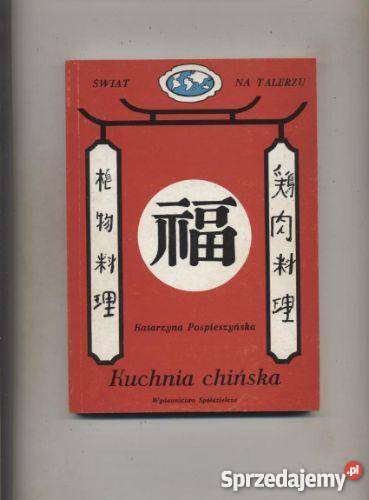 ŚWIAT NA TALERZU
植物料理
福
鶏肉料理
Katarzyna Pospieszyńska
Kuchnia chińska
Wydawnictwo Spółdzielcze
Sprzedajemy.pl